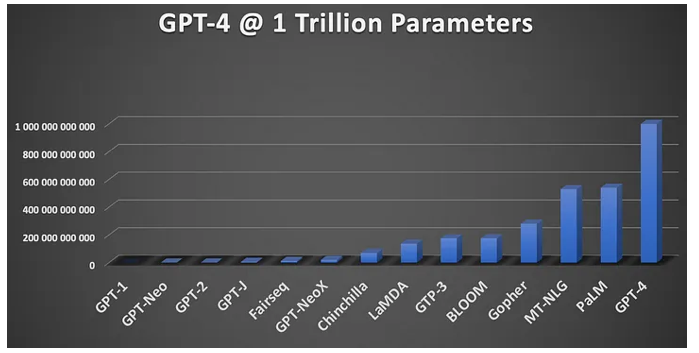 GPT-4 @ 1 Trillion Parameters
1 000 000 000 000
800 000 000 000
600 000 000 000
400 000 000 000
200 000 000 000
0
GPT-1
GPT-Neo
GPT-2
GPT-J
Fairseq
GPT-NeoX
Chinchilla
LaMDA
GTP-3
BLOOM
Gopher
MT-NLG
PaLM
GPT-4